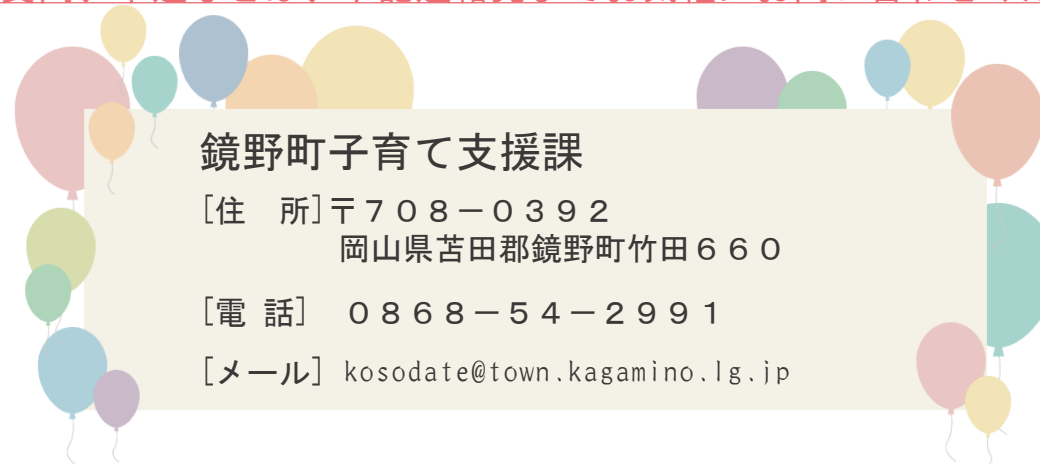 鏡野町子育て支援課
[住　所]〒７０８－０３９２
岡山県苫田郡鏡野町竹田６６０
[電 話]　０８６８－５４－２９９１
[メール] kosodate@town.kagamino.lg.jp